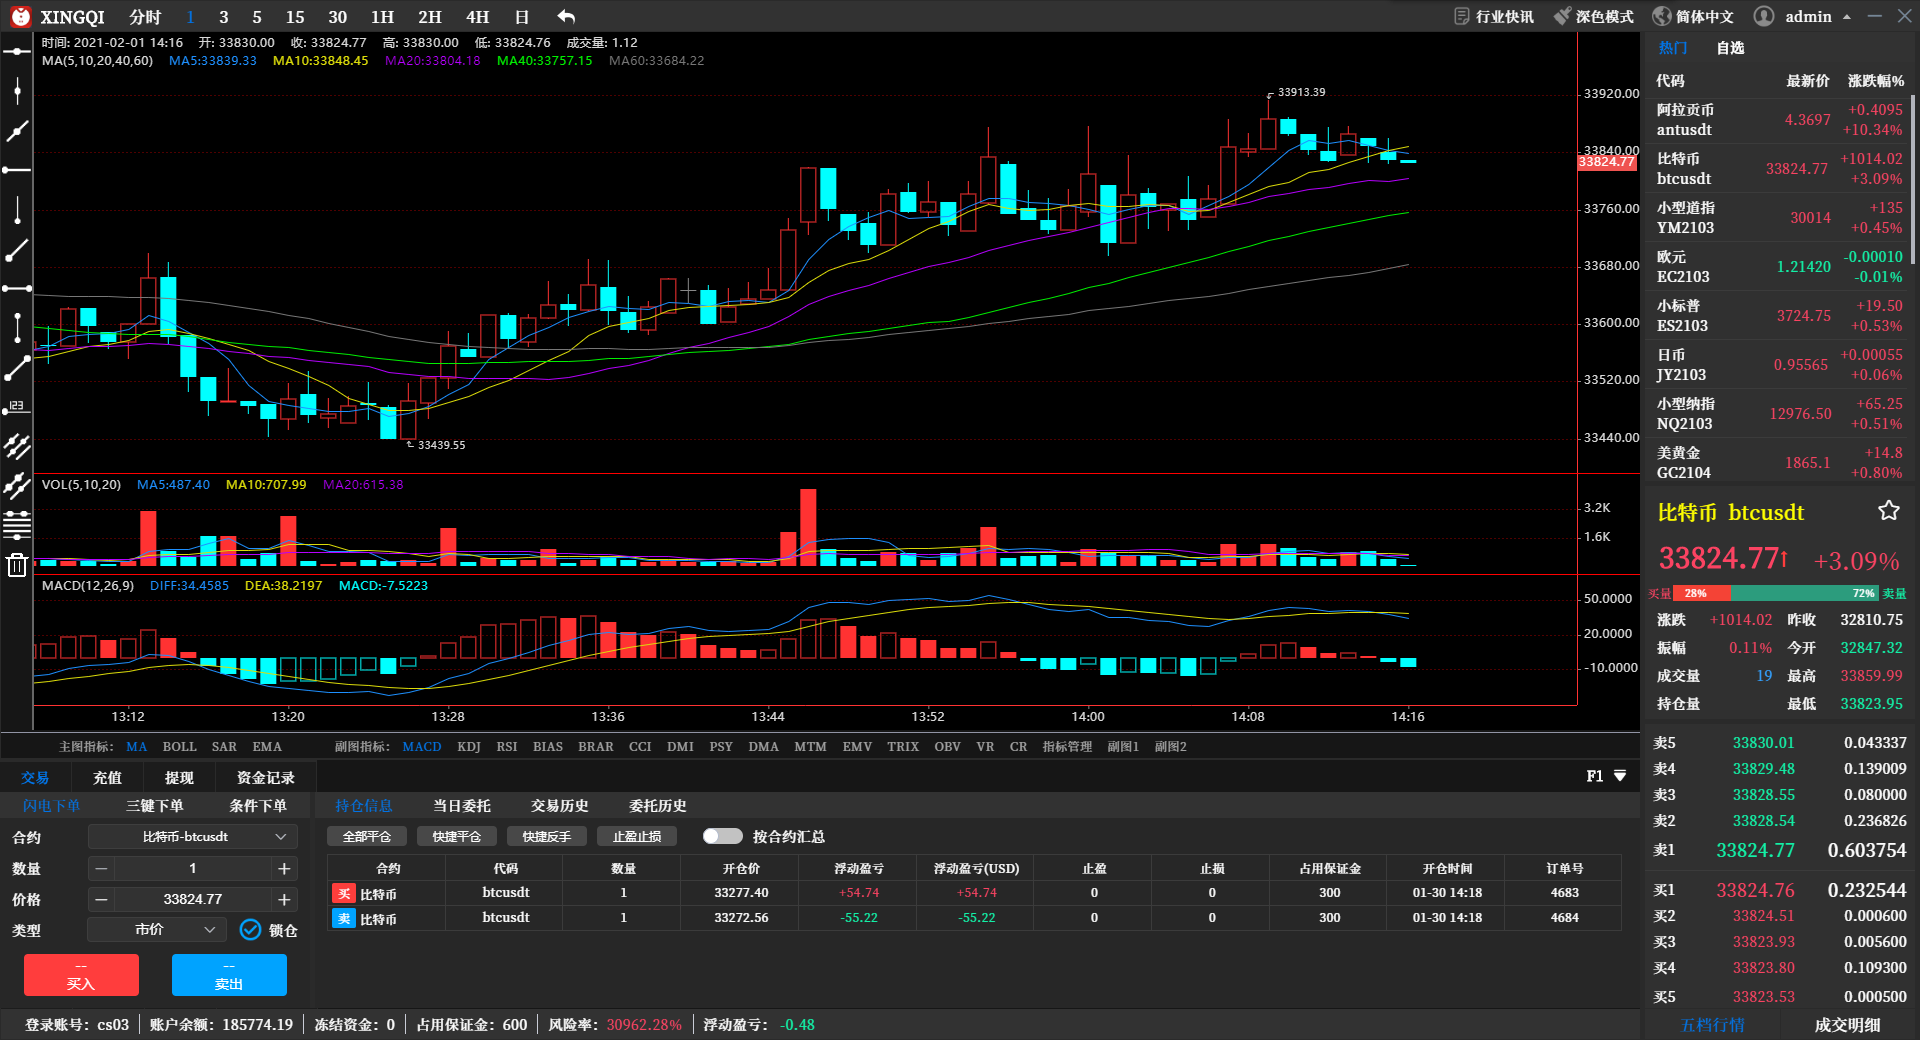 XINGQI 分时 1 3 5 15 30 1H 2H 4H 日 行业快讯 深色模式 简体中文 admin
时间: 2021-02-01 14:16 开: 33830.00 收: 33824.77 高: 33830.00 低: 33824.76 成交量: 1.12
MA(5,10,20,40,60) MA5:33839.33 MA10:33848.45 MA20:33804.18 MA40:33757.15 MA60:33684.22
33913.39
33439.55
33920.00
33840.00
33824.77
33760.00
33680.00
33600.00
33520.00
33440.00
123
VOL(5,10,20) MA5:487.40 MA10:707.99 MA20:615.38
3.2K
1.6K
MACD(12,26,9) DIFF:34.4585 DEA:38.2197 MACD:-7.5223
50.0000
20.0000
-10.0000
13:12 13:20 13:28 13:36 13:44 13:52 14:00 14:08 14:16
主图指标: MA BOLL SAR EMA 副图指标: MACD KDJ RSI BIAS BRAR CCI DMI PSY DMA MTM EMV TRIX OBV VR CR 指标管理 副图1 副图2
交易 充值 提现 资金记录 F1
闪电下单 三键下单 条件下单
合约 比特币-btcusdt
数量 — 1 +
价格 — 33824.77 +
类型 市价 锁仓
-- --
买入 卖出
持仓信息 当日委托 交易历史 委托历史
全部平仓 快捷平仓 快捷反手 止盈止损 按合约汇总
合约 代码 数量 开仓价 浮动盈亏 浮动盈亏(USD) 止盈 止损 占用保证金 开仓时间 订单号
买 比特币 btcusdt 1 33277.40 +54.74 +54.74 0 0 300 01-30 14:18 4683
卖 比特币 btcusdt 1 33272.56 -55.22 -55.22 0 0 300 01-30 14:18 4684
登录账号: cs03 账户余额: 185774.19 冻结资金: 0 占用保证金: 600 风险率: 30962.28% 浮动盈亏: -0.48
热门 自选
代码 最新价 涨跌幅%
阿拉贡币 antusdt 4.3697 +0.4095 +10.34%
比特币 btcusdt 33824.77 +1014.02 +3.09%
小型道指 YM2103 30014 +135 +0.45%
欧元 EC2103 1.21420 -0.00010 -0.01%
小标普 ES2103 3724.75 +19.50 +0.53%
日币 JY2103 0.95565 +0.00055 +0.06%
小型纳指 NQ2103 12976.50 +65.25 +0.51%
美黄金 GC2104 1865.1 +14.8 +0.80%
比特币 btcusdt
33824.77↑ +3.09%
买量 28% 72% 卖量
涨跌 +1014.02 昨收 32810.75
振幅 0.11% 今开 32847.32
成交量 19 最高 33859.99
持仓量 最低 33823.95
卖5 33830.01 0.043337
卖4 33829.48 0.139009
卖3 33828.55 0.080000
卖2 33828.54 0.236826
卖1 33824.77 0.603754
买1 33824.76 0.232544
买2 33824.51 0.000600
买3 33823.93 0.005600
买4 33823.80 0.109300
买5 33823.53 0.000500
五档行情 成交明细